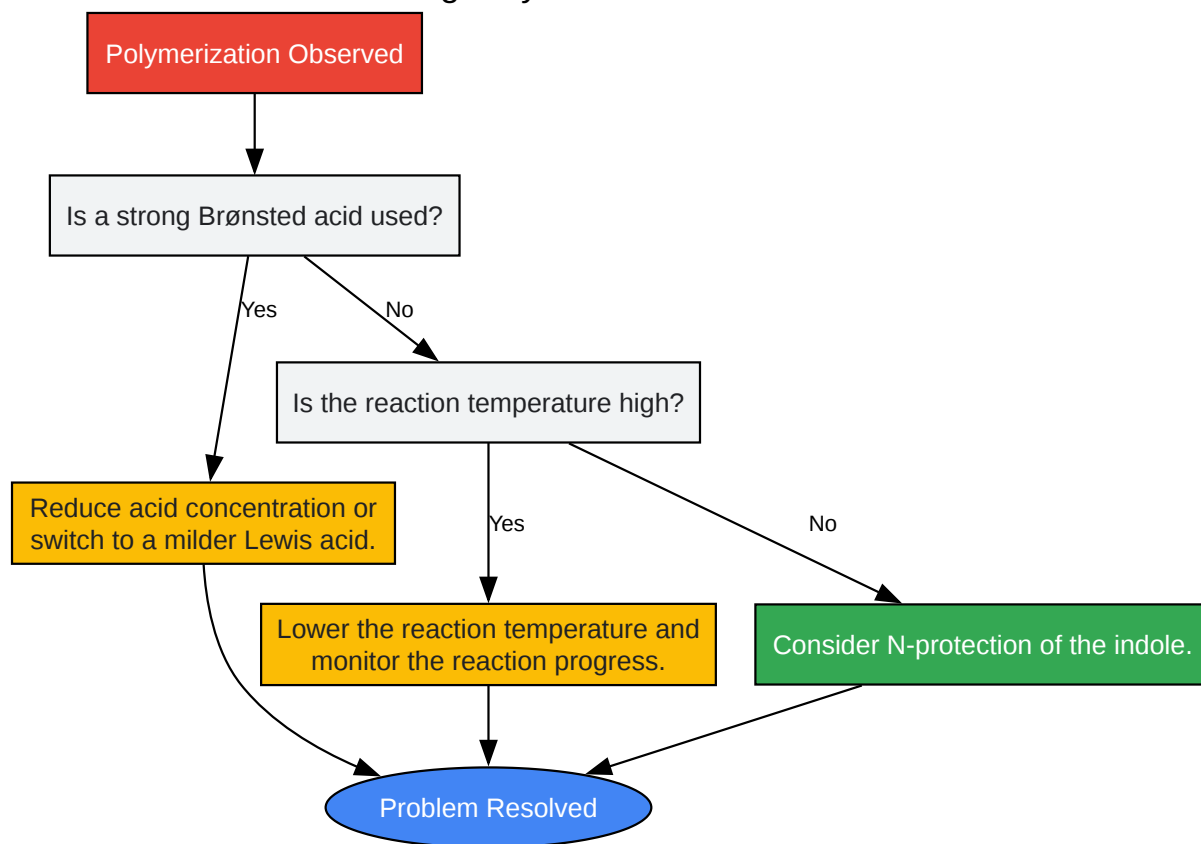 Polymerization Observed
Is a strong Brønsted acid used?
Yes
No
Is the reaction temperature high?
Reduce acid concentration or
switch to a milder Lewis acid.
Yes
No
Lower the reaction temperature and
monitor the reaction progress.
Consider N-protection of the indole.
Problem Resolved